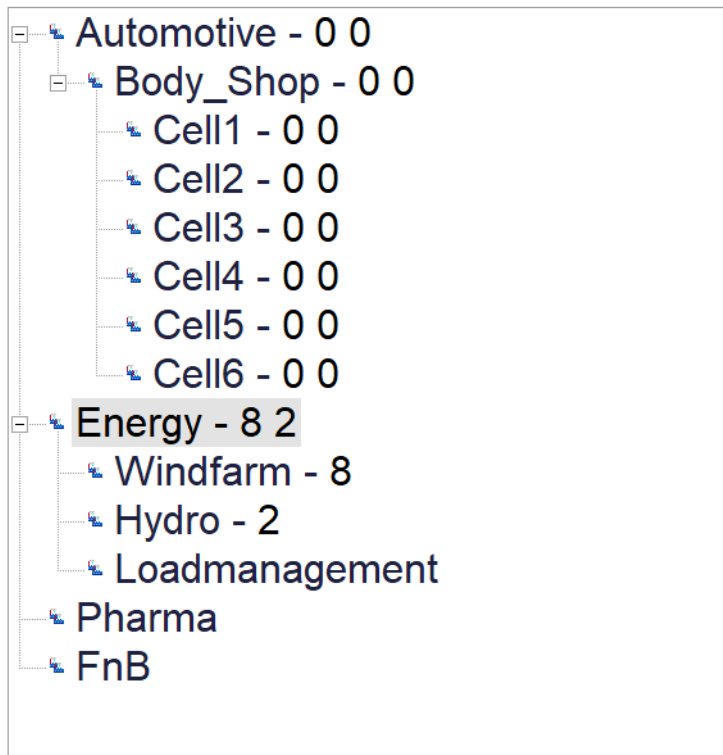 Automotive - 0 0
Body_Shop - 0 0
Cell1 - 0 0
Cell2 - 0 0
Cell3 - 0 0
Cell4 - 0 0
Cell5 - 0 0
Cell6 - 0 0
Energy - 8 2
Windfarm - 8
Hydro - 2
Loadmanagement
Pharma
FnB